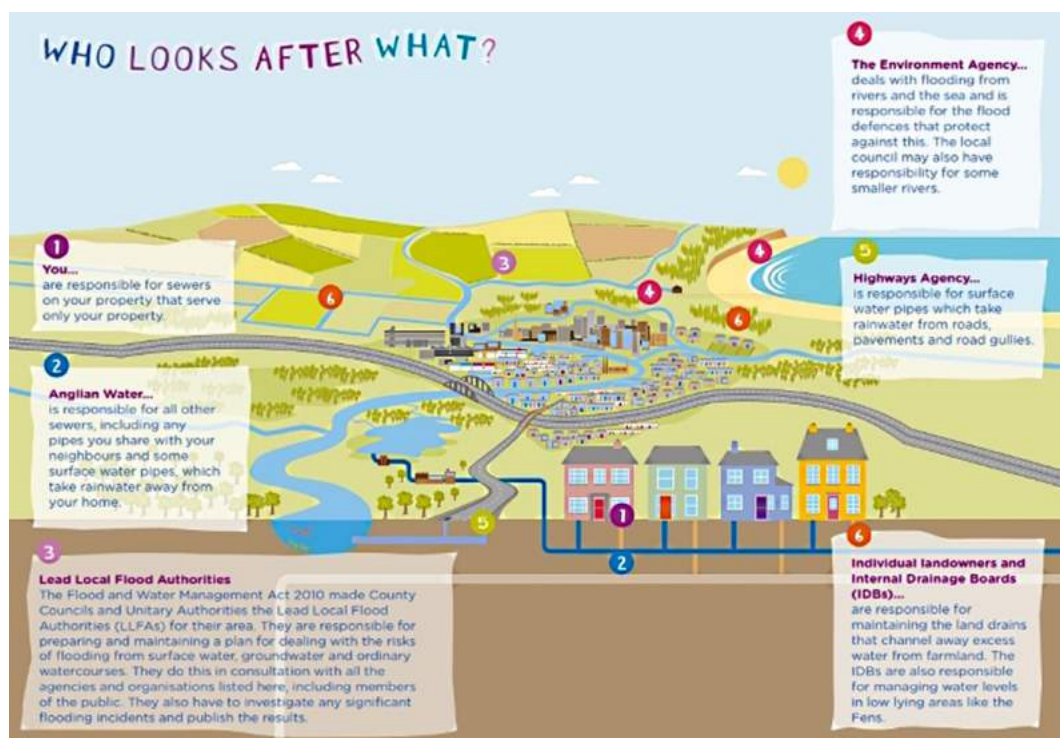 WHO LOOKS AFTER WHAT?
1
You...
are responsible for sewers
on your property that serve
only your property.
2
Anglian Water...
is responsible for all other
sewers, including any
pipes you share with your
neighbours and some
surface water pipes, which
take rainwater away from
your home.
3
Lead Local Flood Authorities
The Flood and Water Management Act 2010 made County
Councils and Unitary Authorities the Lead Local Flood
Authorities (LLFAs) for their area. They are responsible for
preparing and maintaining a plan for dealing with the risks
of flooding from surface water, groundwater and ordinary
watercourses. They do this in consultation with all the
agencies and organisations listed here, including members
of the public. They also have to investigate any significant
flooding incidents and publish the results.
4
The Environment Agency...
deals with flooding from
rivers and the sea and is
responsible for the flood
defences that protect
against this. The local
council may also have
responsibility for some
smaller rivers.
5
Highways Agency...
is responsible for surface
water pipes which take
rainwater from roads,
pavements and road gullies.
6
Individual landowners and
Internal Drainage Boards
(IDBs)...
are responsible for
maintaining the land drains
that channel away excess
water from farmland. The
IDBs are also responsible
for managing water levels
in low lying areas like the
Fens.
3
4
4
6
6
5
1
2